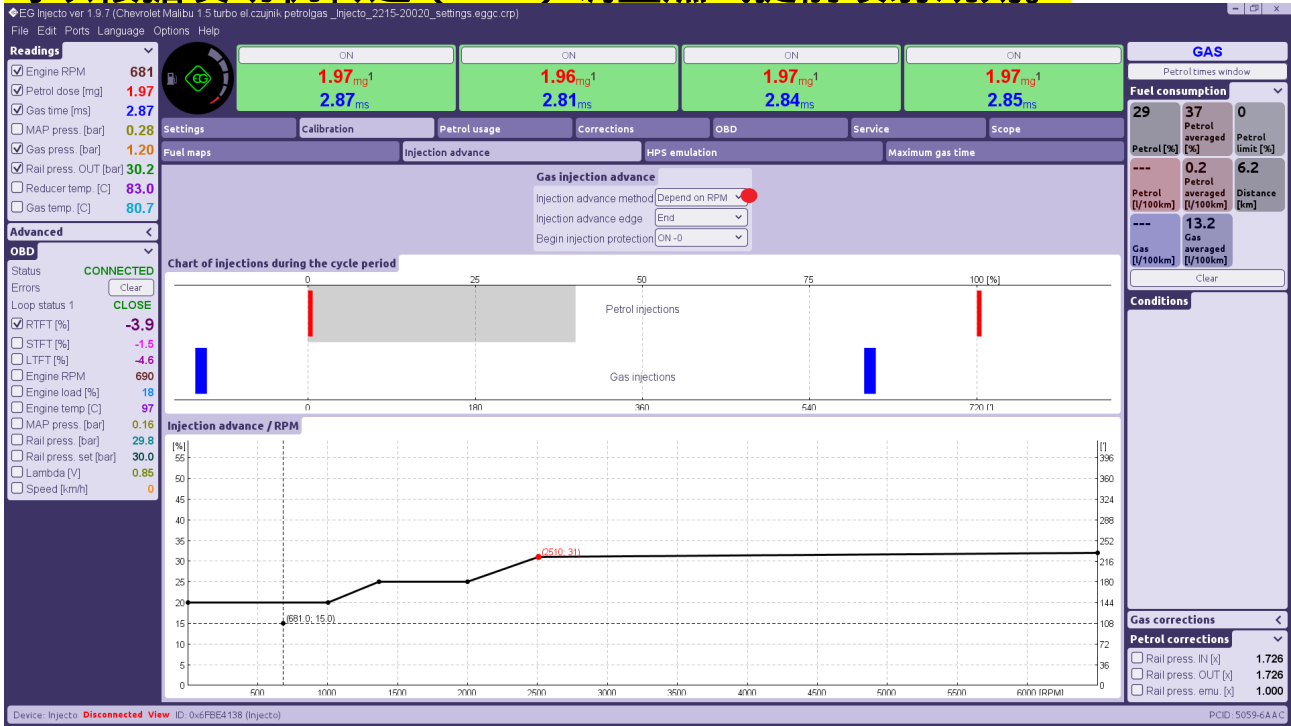 EG Injecto ver 1.9.7 (Chevrolet Malibu 1.5 turbo el.czujnik petrolgas _Injecto_2215-20020_settings.eggc.crp)
File Edit Ports Language Options Help
Readings
Engine RPM 681
Petrol dose [mg] 1.97
Gas time [ms] 2.87
MAP press. [bar] 0.28
Gas press. [bar] 1.20
Rail press. OUT [bar] 30.2
Reducer temp. [C] 83.0
Gas temp. [C] 80.7
Advanced
OBD
Status CONNECTED
Errors Clear
Loop status 1 CLOSE
RTFT [%] -3.9
STFT [%] -1.5
LTFT [%] -4.6
Engine RPM 690
Engine load [%] 18
Engine temp [C] 97
MAP press. [bar] 0.16
Rail press. [bar] 29.8
Rail press. set [bar] 30.0
Lambda [V] 0.85
Speed [km/h] 0
EG
ON ON ON ON
1.97mg1 1.96mg1 1.97mg1 1.97mg1
2.87ms 2.81ms 2.84ms 2.85ms
Settings Calibration Petrol usage Corrections OBD Service Scope
Fuel maps Injection advance HPS emulation Maximum gas time
Gas injection advance
Injection advance method Depend on RPM
Injection advance edge End
Begin injection protection ON -0
Chart of injections during the cycle period
0 25 50 75 100 [%]
Petrol injections
Gas injections
0 180 360 540 720 [°]
Injection advance / RPM
[%] [°]
55 396
50 360
45 324
40 288
35 252
(2510; 31)
30 216
25 180
20 144
(681.0; 15.0)
15 108
10 72
5 36
0 0
500 1000 1500 2000 2500 3000 3500 4000 4500 5000 5500 6000 [RPM]
GAS
Petrol times window
Fuel consumption
29 Petrol [%]
37 Petrol averaged [%]
0 Petrol limit [%]
--- Petrol [l/100km]
0.2 Petrol averaged [l/100km]
6.2 Distance [km]
--- Gas [l/100km]
13.2 Gas averaged [l/100km]
Clear
Conditions
Gas corrections
Petrol corrections
Rail press. IN [x] 1.726
Rail press. OUT [x] 1.726
Rail press. emu. [x] 1.000
Device: Injecto Disconnected View ID: 0x6FBE4138 (Injecto) PCID: 5059-6AAC